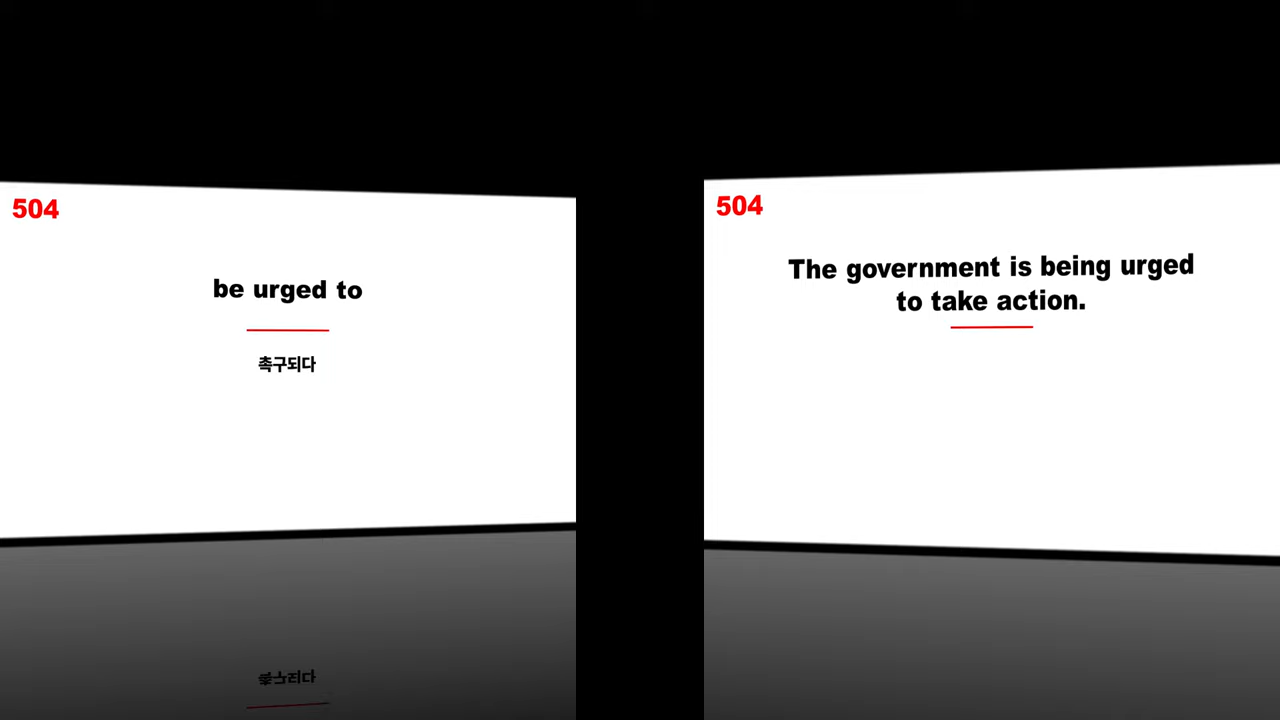 504
be urged to
촉구되다
504
The government is being urged
to take action.